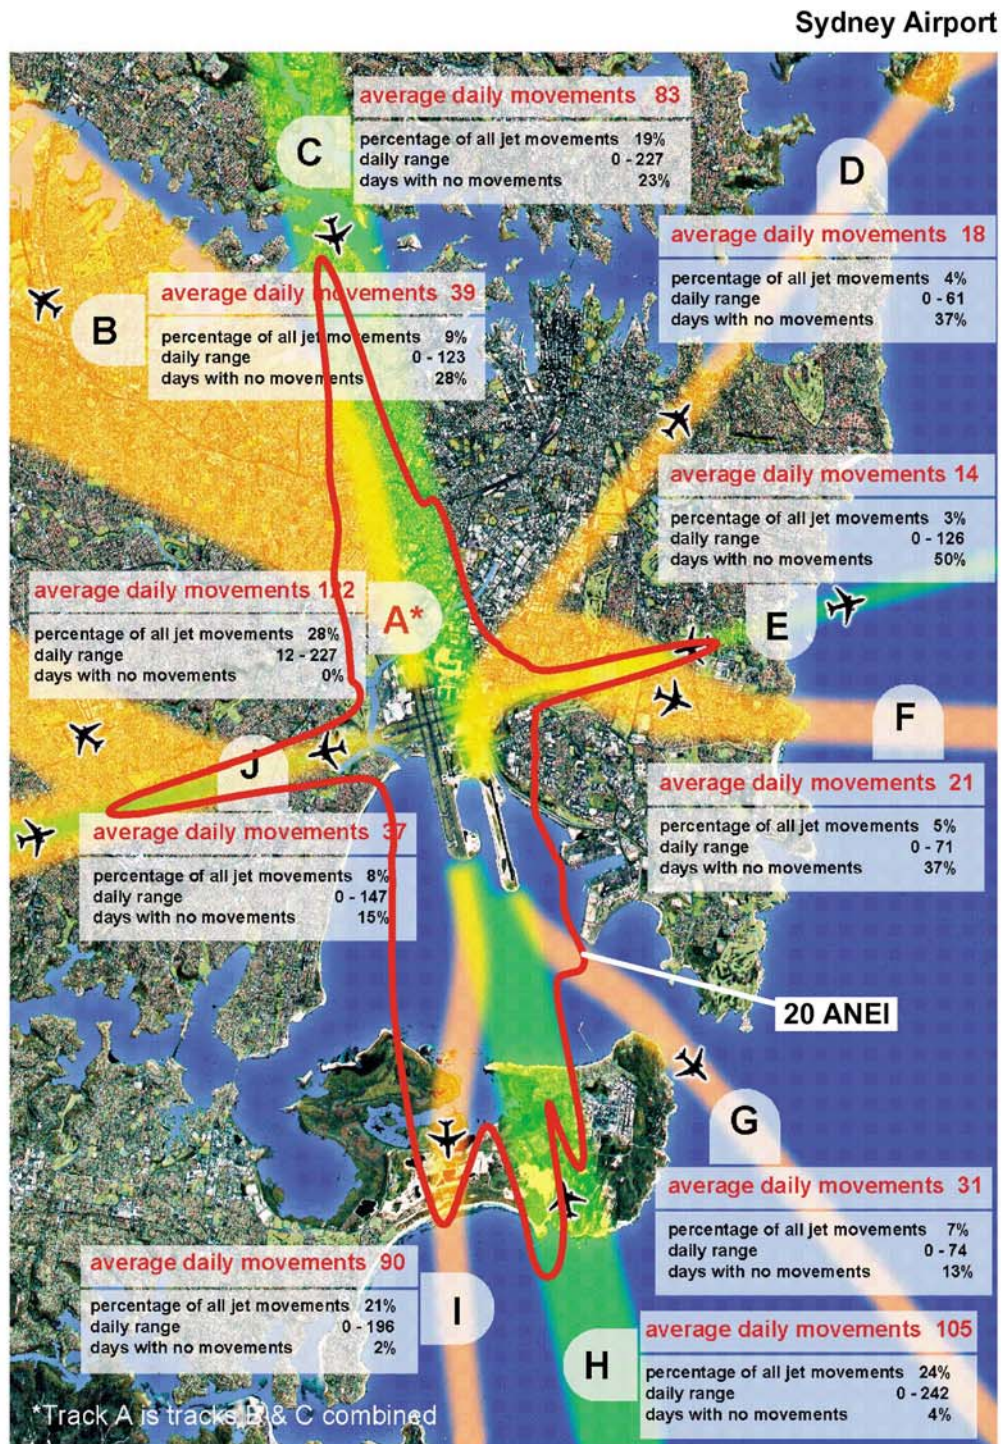 Sydney Airport
C
average daily movements 83
percentage of all jet movements 19%
daily range 0 - 227
days with no movements 23%
D
average daily movements 18
percentage of all jet movements 4%
daily range 0 - 61
days with no movements 37%
B
average daily movements 39
percentage of all jet movements 9%
daily range 0 - 123
days with no movements 28%
average daily movements 14
percentage of all jet movements 3%
daily range 0 - 126
days with no movements 50%
E
A*
average daily movements 122
percentage of all jet movements 28%
daily range 12 - 227
days with no movements 0%
F
average daily movements 21
percentage of all jet movements 5%
daily range 0 - 71
days with no movements 37%
J
average daily movements 37
percentage of all jet movements 8%
daily range 0 - 147
days with no movements 15%
20 ANEI
G
average daily movements 31
percentage of all jet movements 7%
daily range 0 - 74
days with no movements 13%
I
average daily movements 90
percentage of all jet movements 21%
daily range 0 - 196
days with no movements 2%
H
average daily movements 105
percentage of all jet movements 24%
daily range 0 - 242
days with no movements 4%
*Track A is tracks B & C combined